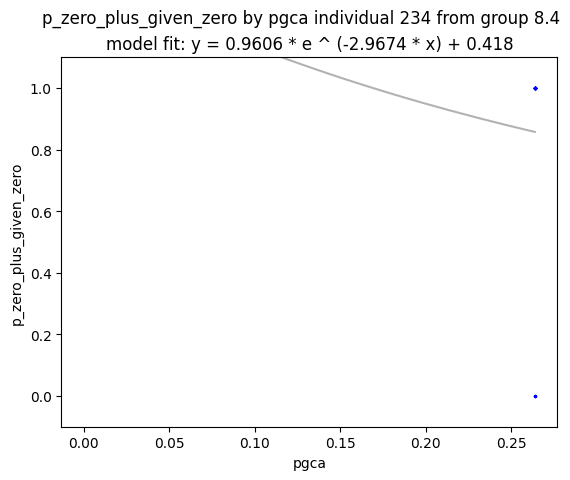 p_zero_plus_given_zero by pgca individual 234 from group 8.4
model fit: y = 0.9606 * e ^ (-2.9674 * x) + 0.418
1.0
0.8
0.6
0.4
0.2
0.0
p_zero_plus_given_zero
0.00 0.05 0.10 0.15 0.20 0.25
pgca